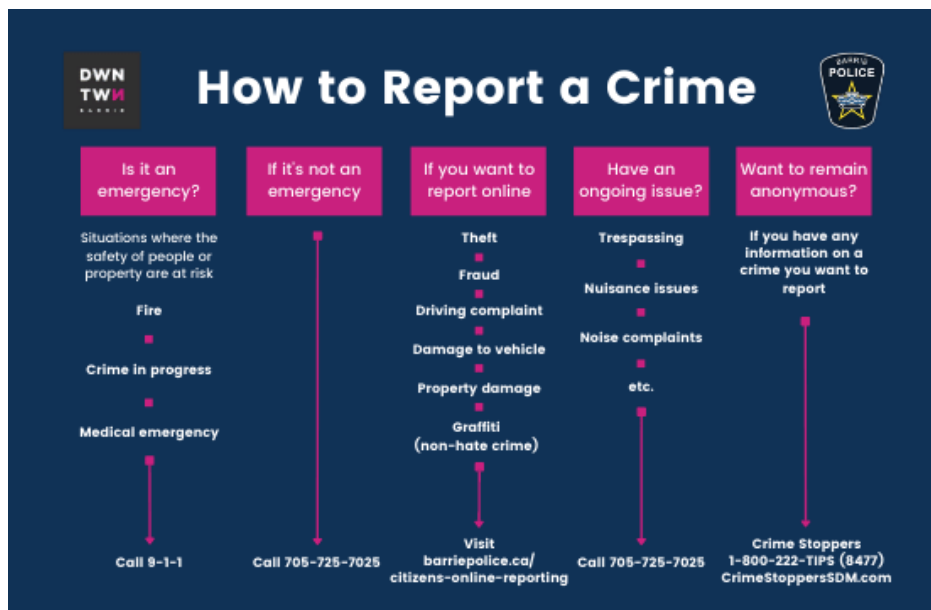 DWN
TWN
BARRIE
How to Report a Crime
BARRIE
POLICE
Is it an
emergency?
Situations where the
safety of people or
property are at risk
Fire
Crime in progress
Medical emergency
Call 9-1-1
If it's not an
emergency
Call 705-725-7025
If you want to
report online
Theft
Fraud
Driving complaint
Damage to vehicle
Property damage
Graffiti
(non-hate crime)
Visit
barriepolice.ca/
citizens-online-reporting
Have an
ongoing issue?
Trespassing
Nuisance issues
Noise complaints
etc.
Call 705-725-7025
Want to remain
anonymous?
If you have any
information on a
crime you want to
report
Crime Stoppers
1-800-222-TIPS (8477)
CrimeStoppersSDM.com